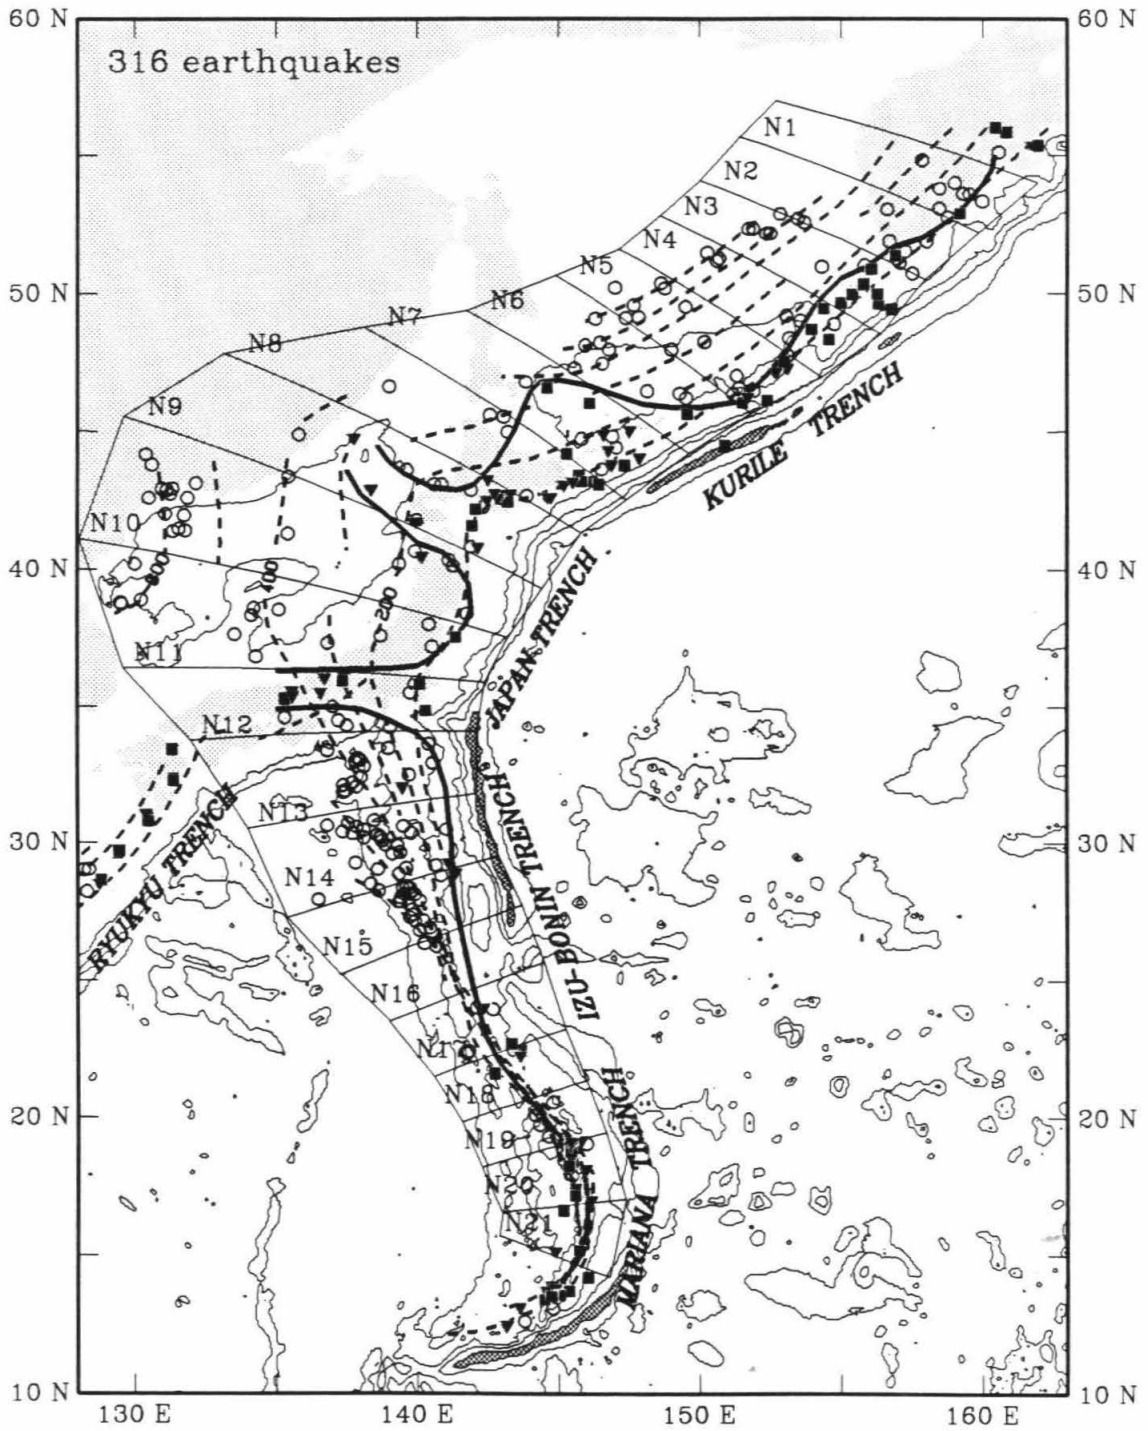 60 N
60 N
316 earthquakes
N1
N2
N3
N4
N5
50 N
50 N
N6
N7
N8
N9
KURILE TRENCH
N10
40 N
40 N
400
200
JAPAN TRENCH
N11
N12
N13
RYUKYU TRENCH
30 N
30 N
N14
IZU-BONIN TRENCH
N15
N16
N17
N18
20 N
20 N
N19
N20
N21
MARIANA TRENCH
10 N
10 N
130 E
140 E
150 E
160 E